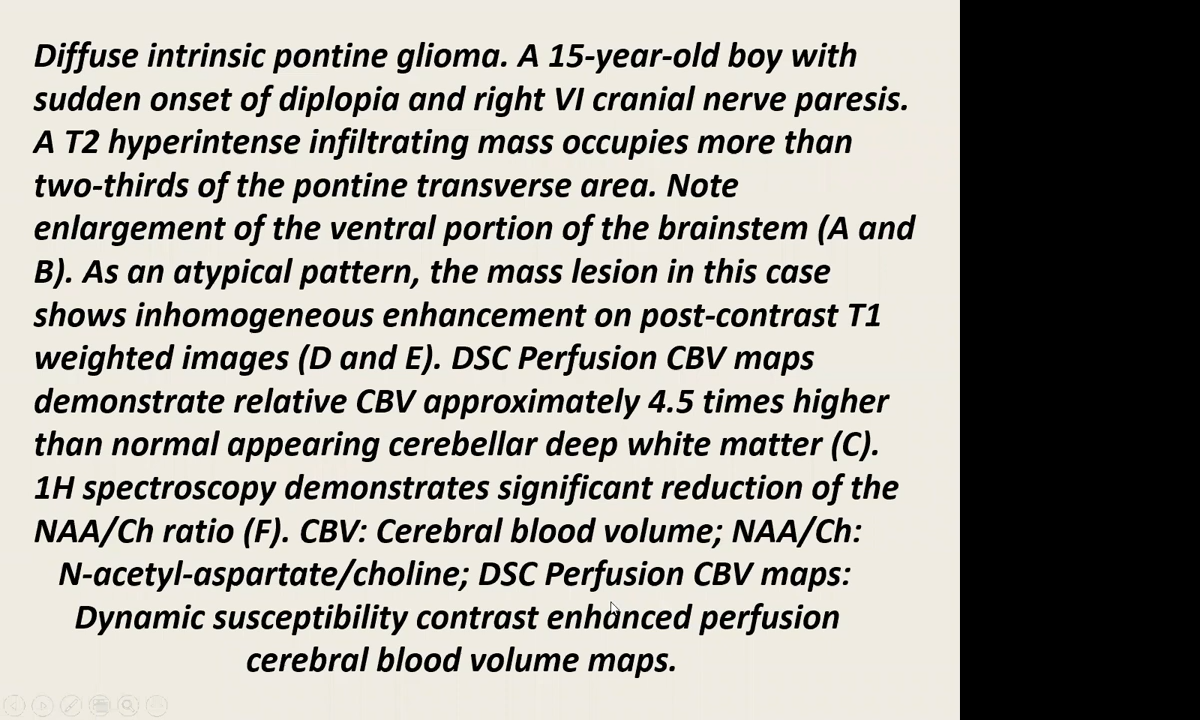 Diffuse intrinsic pontine glioma. A 15-year-old boy with
sudden onset of diplopia and right VI cranial nerve paresis.
A T2 hyperintense infiltrating mass occupies more than
two-thirds of the pontine transverse area. Note
enlargement of the ventral portion of the brainstem (A and
B). As an atypical pattern, the mass lesion in this case
shows inhomogeneous enhancement on post-contrast T1
weighted images (D and E). DSC Perfusion CBV maps
demonstrate relative CBV approximately 4.5 times higher
than normal appearing cerebellar deep white matter (C).
1H spectroscopy demonstrates significant reduction of the
NAA/Ch ratio (F). CBV: Cerebral blood volume; NAA/Ch:
N-acetyl-aspartate/choline; DSC Perfusion CBV maps:
Dynamic susceptibility contrast enhanced perfusion
cerebral blood volume maps.